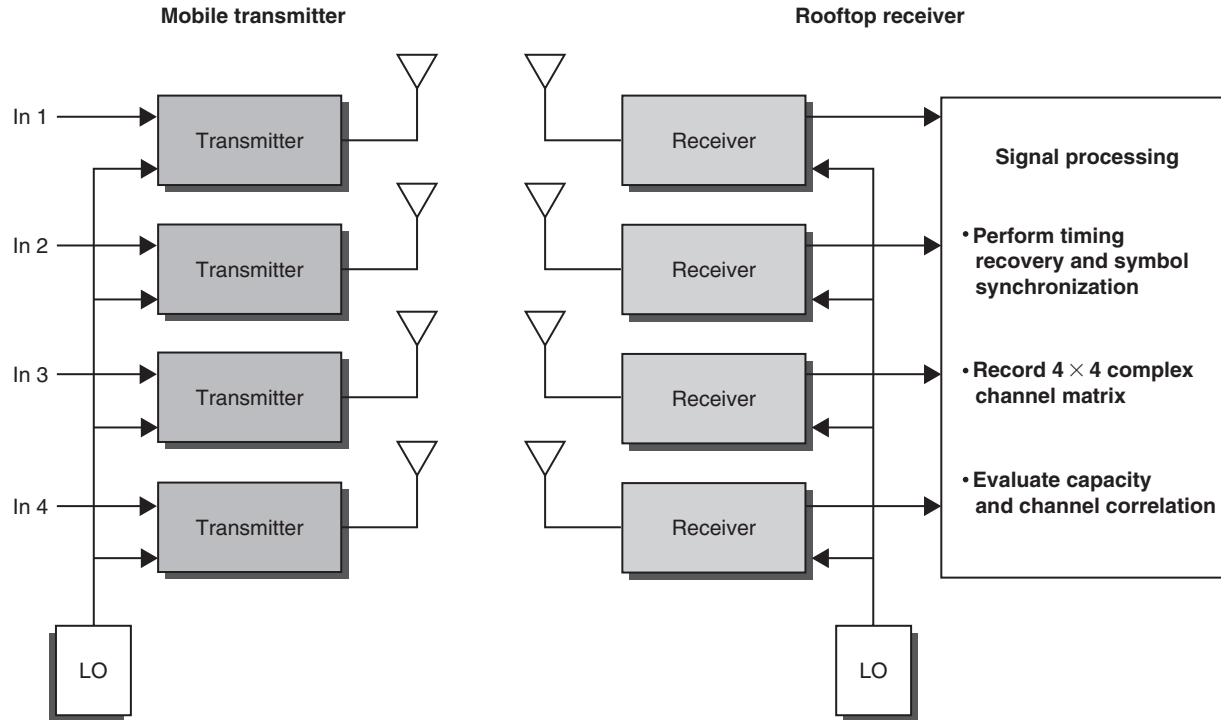 Mobile transmitter
Rooftop receiver
In 1
Transmitter
Receiver
Signal processing
In 2
Transmitter
Receiver
• Perform timing
recovery and symbol
synchronization
In 3
Transmitter
Receiver
• Record 4 × 4 complex
channel matrix
In 4
Transmitter
Receiver
• Evaluate capacity
and channel correlation
LO
LO